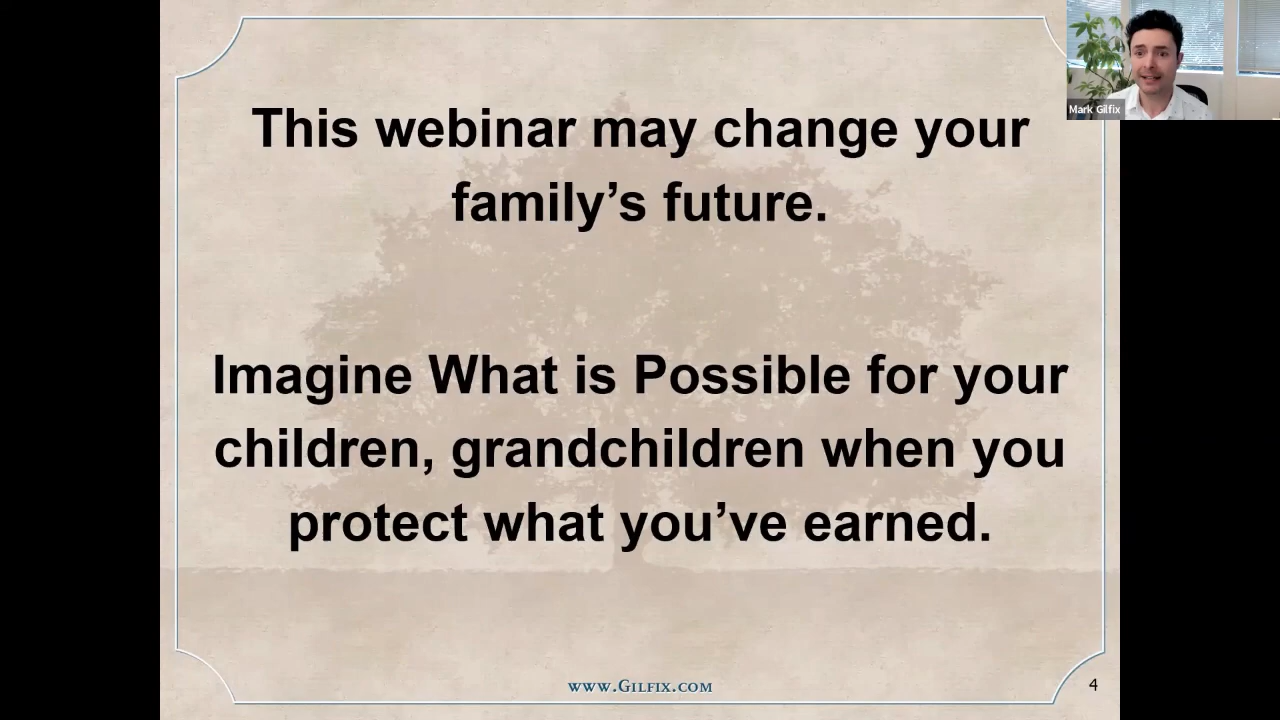 This webinar may change your
family’s future.
Imagine What is Possible for your
children, grandchildren when you
protect what you’ve earned.
www.Gilfix.com
4
Mark Gilfix